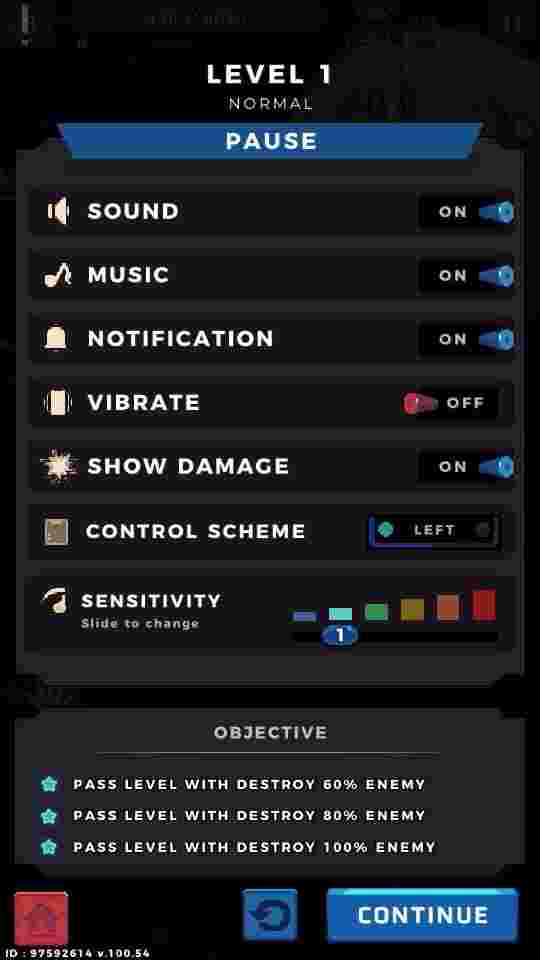 LEVEL 1
NORMAL
PAUSE
SOUND ON
MUSIC ON
NOTIFICATION ON
VIBRATE OFF
SHOW DAMAGE ON
CONTROL SCHEME LEFT
SENSITIVITY
Slide to change
1
OBJECTIVE
PASS LEVEL WITH DESTROY 60% ENEMY
PASS LEVEL WITH DESTROY 80% ENEMY
PASS LEVEL WITH DESTROY 100% ENEMY
CONTINUE
ID : 97592614 v.100.54